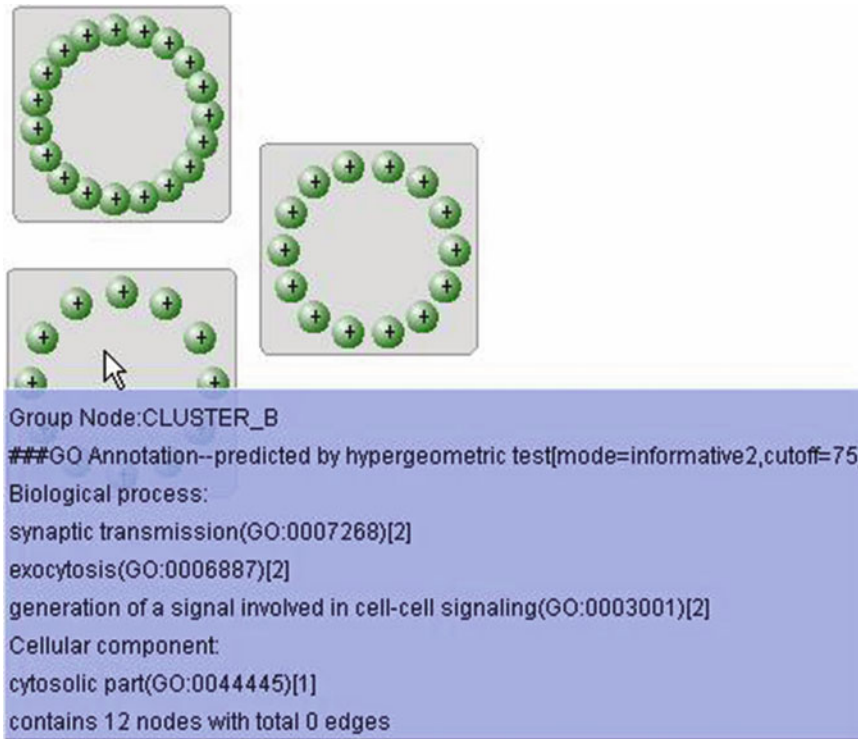 Group Node:CLUSTER_B
###GO Annotation--predicted by hypergeometric test[mode=informative2,cutoff=75
Biological process:
synaptic transmission(GO:0007268)[2]
exocytosis(GO:0006887)[2]
generation of a signal involved in cell-cell signaling(GO:0003001)[2]
Cellular component:
cytosolic part(GO:0044445)[1]
contains 12 nodes with total 0 edges